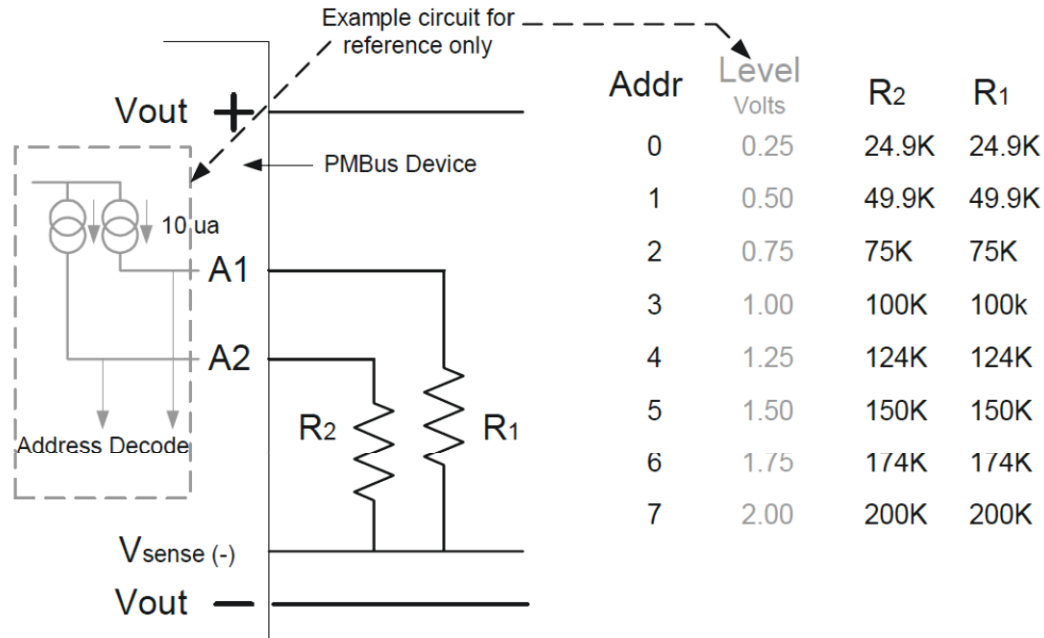 Example circuit for
reference only
Vout +
PMBus Device
10 ua
A1
A2
R2
R1
Address Decode
Vsense (-)
Vout −
Addr Level Volts R2 R1
0 0.25 24.9K 24.9K
1 0.50 49.9K 49.9K
2 0.75 75K 75K
3 1.00 100K 100k
4 1.25 124K 124K
5 1.50 150K 150K
6 1.75 174K 174K
7 2.00 200K 200K